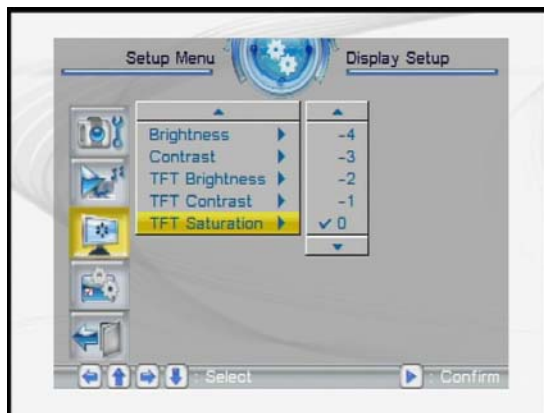 Setup Menu
Display Setup
Brightness
Contrast
TFT Brightness
TFT Contrast
TFT Saturation
-4
-3
-2
-1
0
: Select
: Confirm